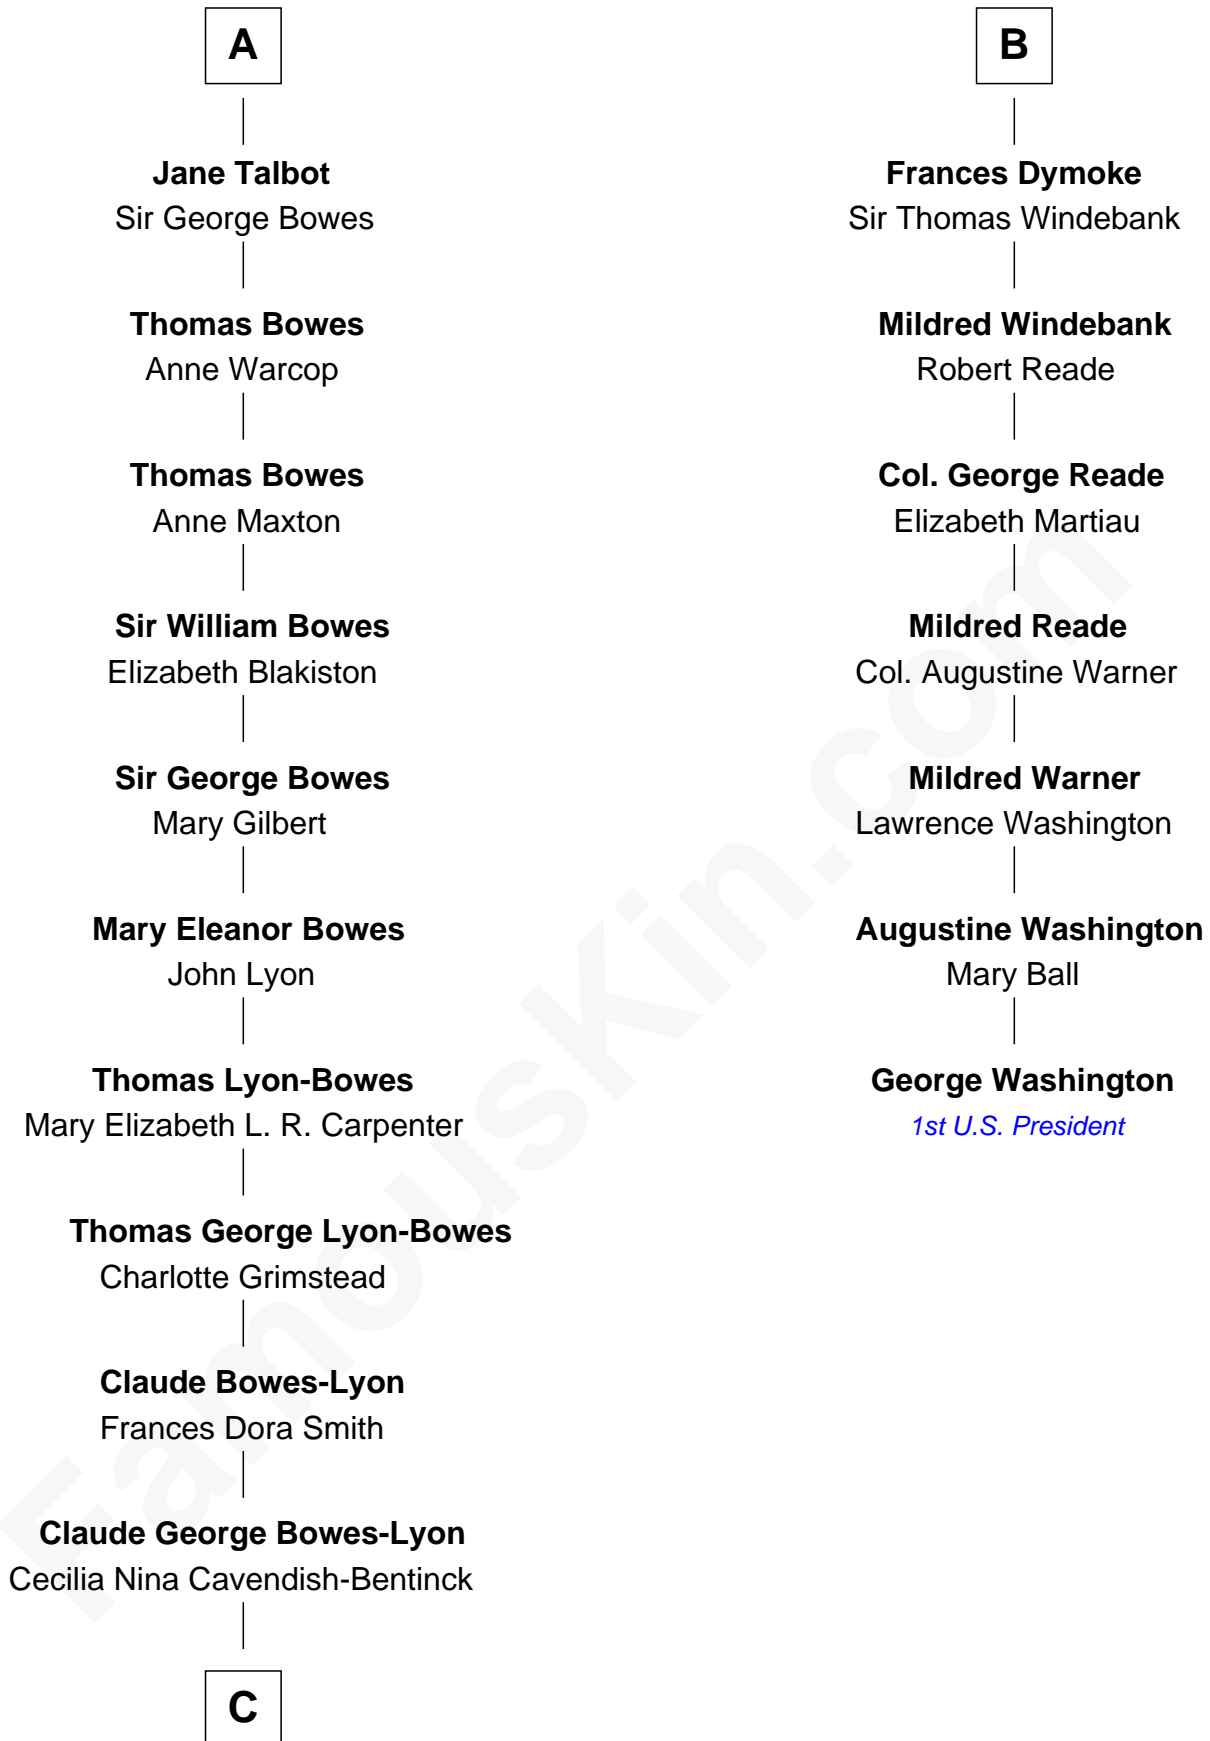 A
Jane Talbot
Sir George Bowes
Thomas Bowes
Anne Warcop
Thomas Bowes
Anne Maxton
Sir William Bowes
Elizabeth Blakiston
Sir George Bowes
Mary Gilbert
Mary Eleanor Bowes
John Lyon
Thomas Lyon-Bowes
Mary Elizabeth L. R. Carpenter
Thomas George Lyon-Bowes
Charlotte Grimstead
Claude Bowes-Lyon
Frances Dora Smith
Claude George Bowes-Lyon
Cecilia Nina Cavendish-Bentinck
C
B
Frances Dymoke
Sir Thomas Windebank
Mildred Windebank
Robert Reade
Col. George Reade
Elizabeth Martiau
Mildred Reade
Col. Augustine Warner
Mildred Warner
Lawrence Washington
Augustine Washington
Mary Ball
George Washington
1st U.S. President
FamousKin.com